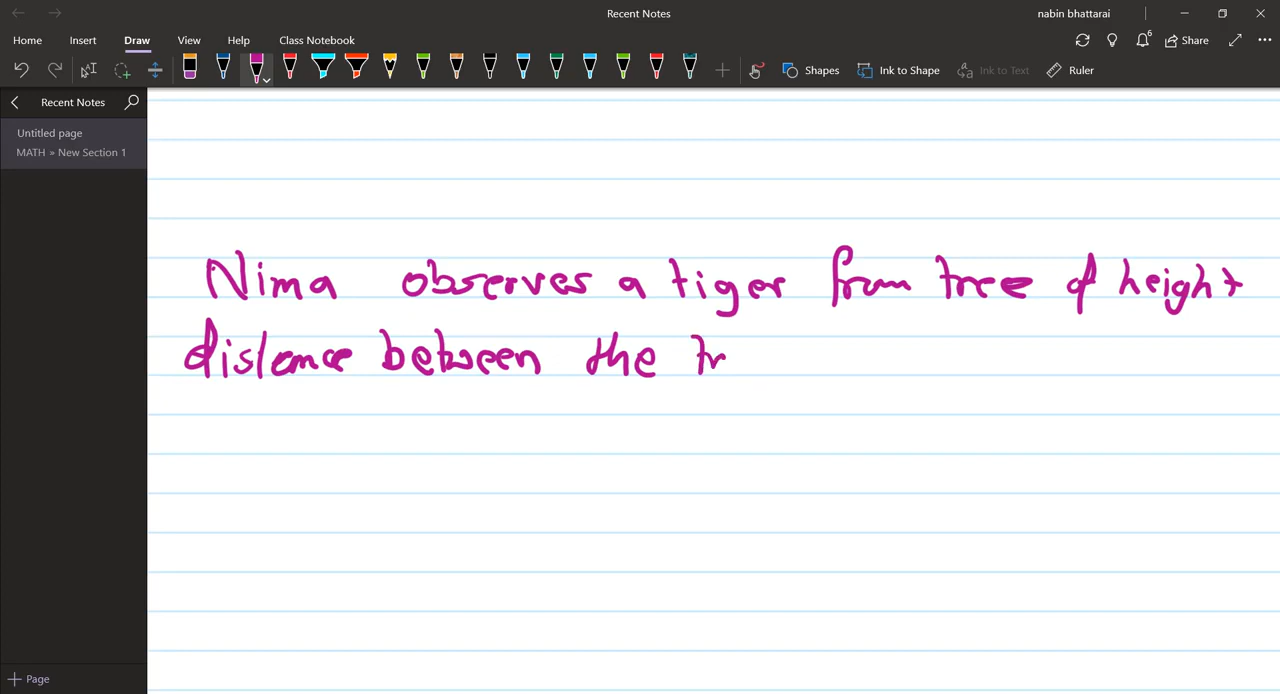 Recent Notes
nabin bhattarai
Home Insert Draw View Help Class Notebook
6 Share
Shapes Ink to Shape Ink to Text Ruler
Recent Notes
Untitled page
MATH » New Section 1
Nima observes a tiger from tree of height
distance between the tr
Page